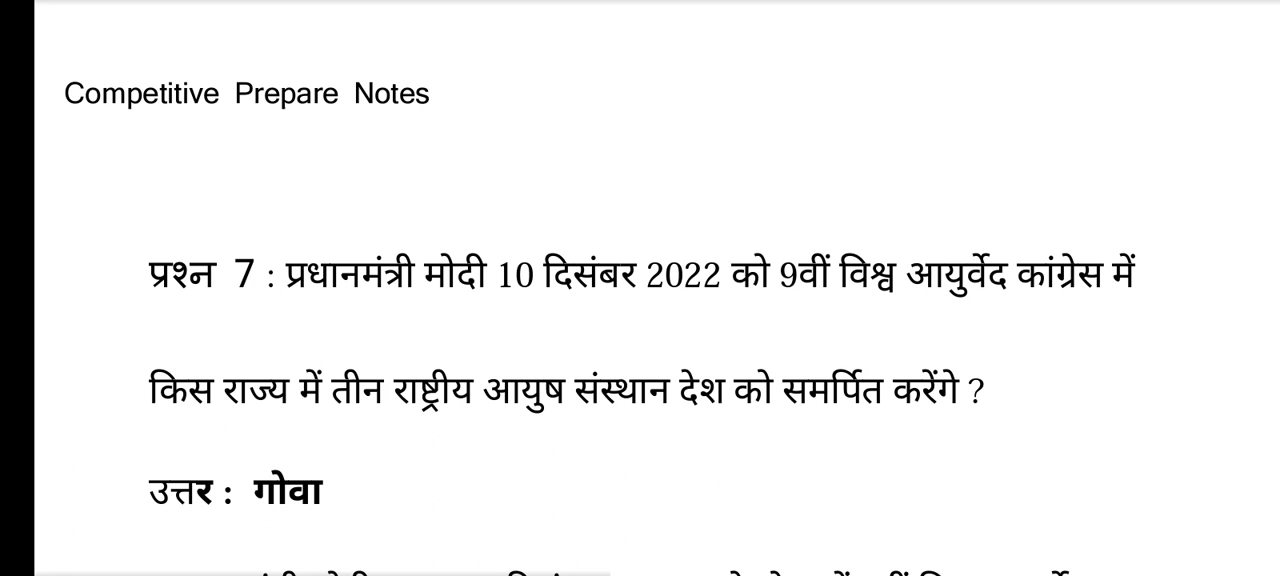 Competitive Prepare Notes
प्रश्न 7 : प्रधानमंत्री मोदी 10 दिसंबर 2022 को 9वीं विश्व आयुर्वेद कांग्रेस में
किस राज्य में तीन राष्ट्रीय आयुष संस्थान देश को समर्पित करेंगे ?
उत्तर : गोवा